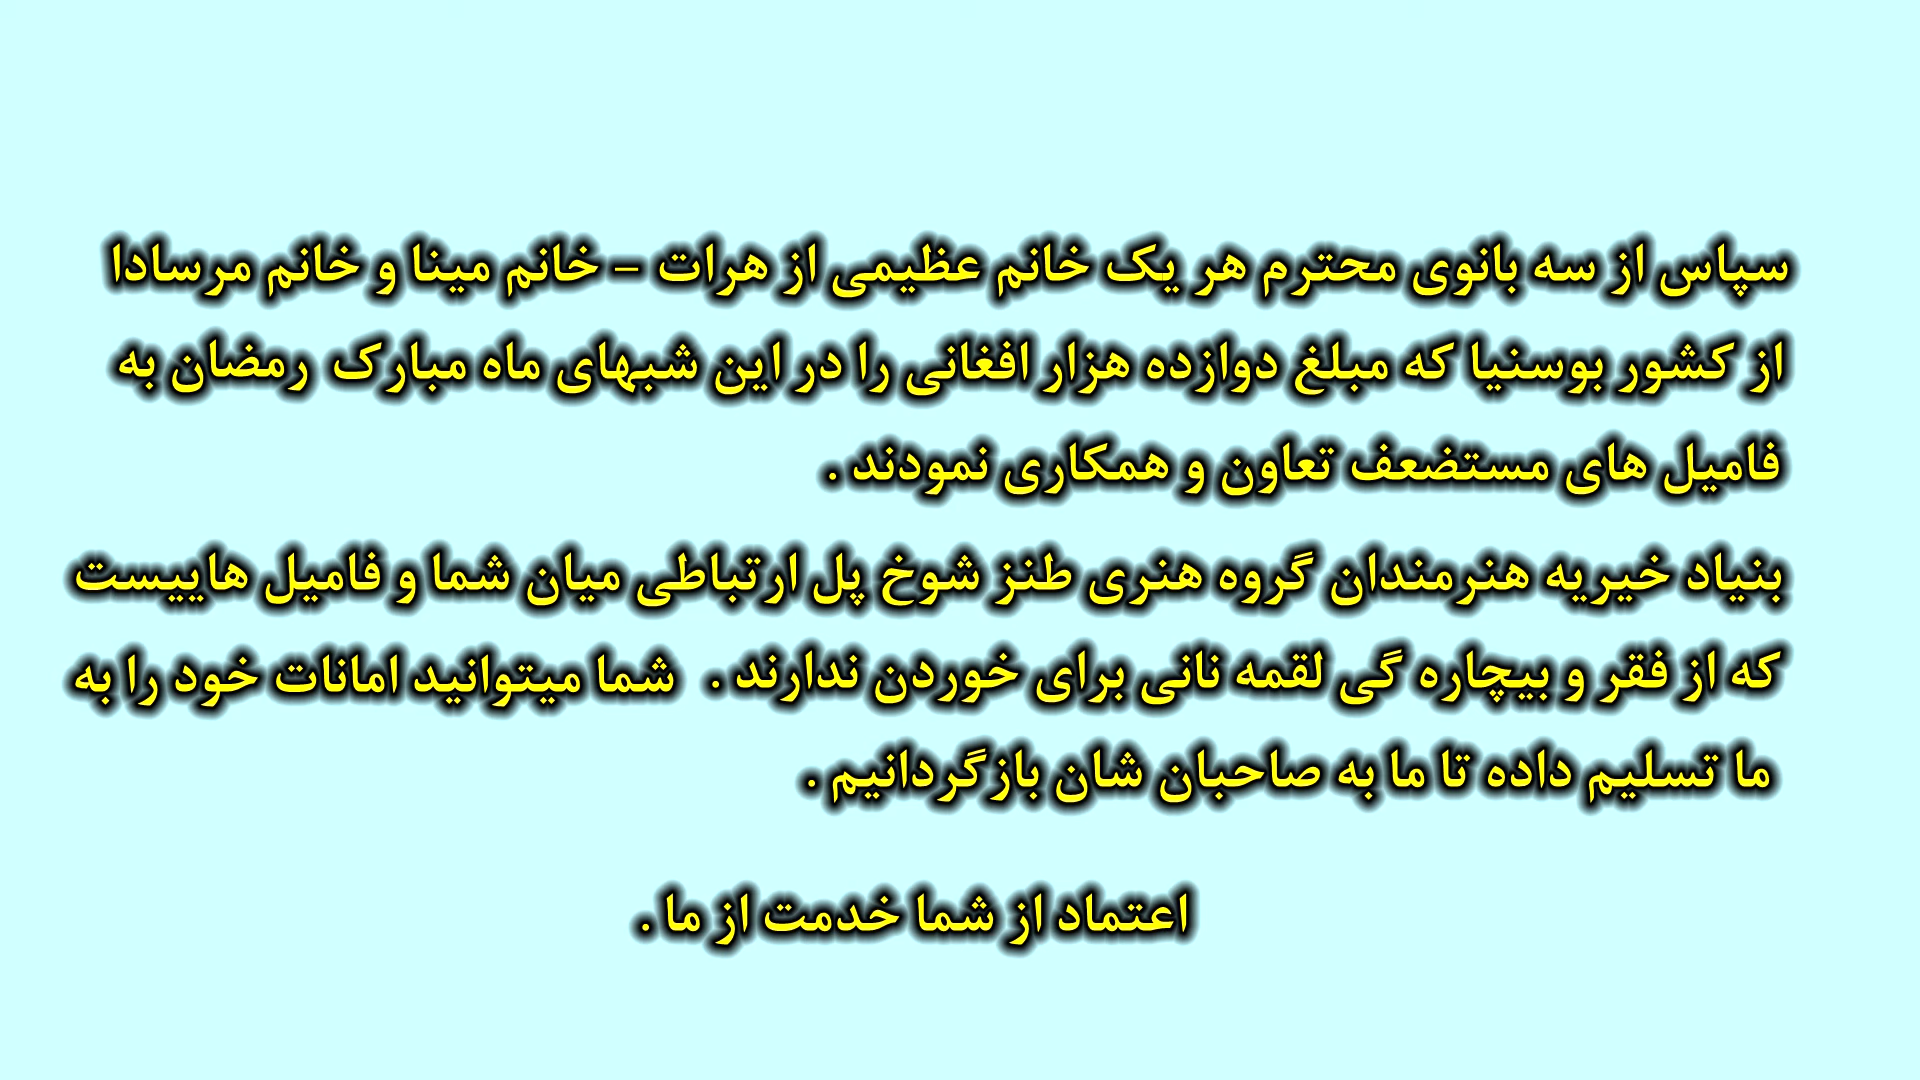 سپاس از سه بانوی محترم هر یک خانم عظیمی از هرات – خانم مینا و خانم مرسادا
از کشور بوسنیا که مبلغ دوازده هزار افغانی را در این شبهای ماه مبارک رمضان به
فامیل های مستضعف تعاون و همکاری نمودند .
بنیاد خیریه هنرمندان گروه هنری طنز شوخ پل ارتباطی میان شما و فامیل هاییست
که از فقر و بیچاره گی لقمه نانی برای خوردن ندارند . شما میتوانید امانات خود را به
ما تسلیم داده تا ما به صاحبان شان بازگردانیم .
اعتماد از شما خدمت از ما .